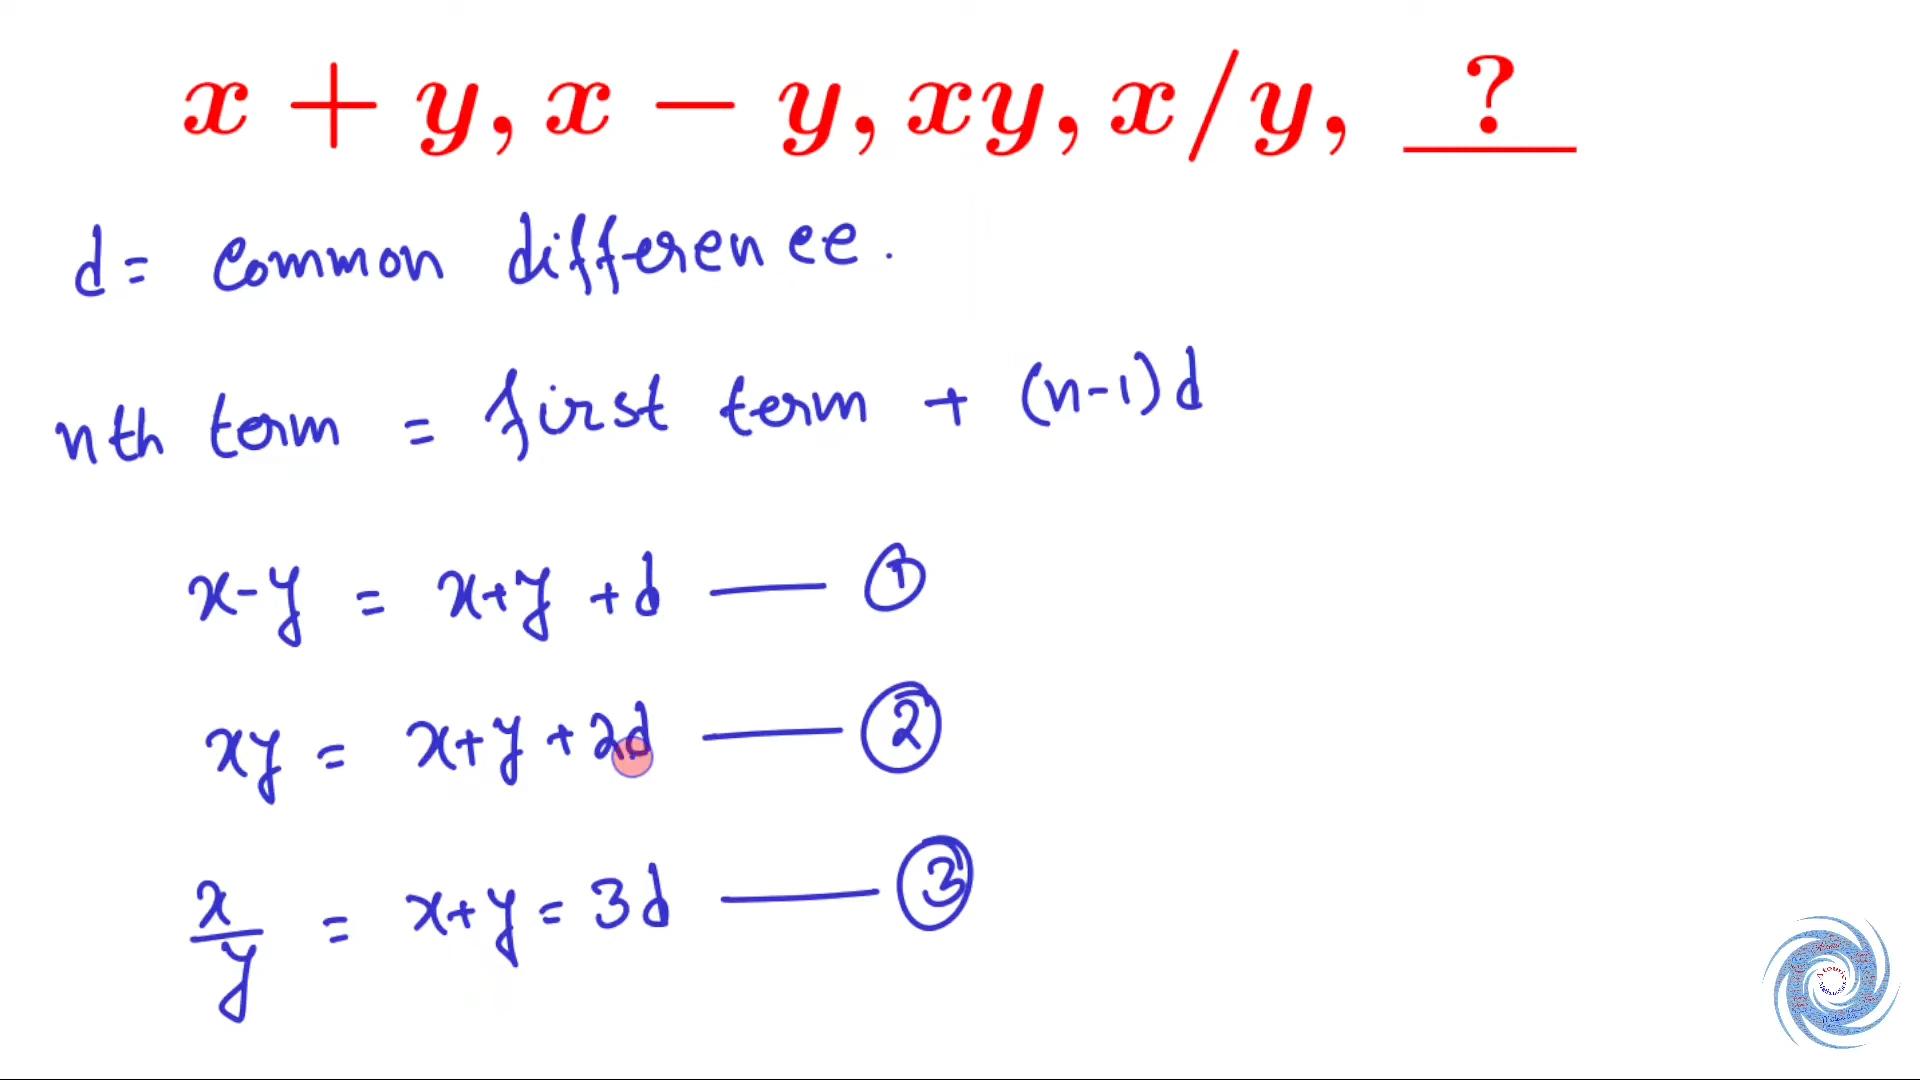 x + y, x − y, xy, x/y, ?
d = common difference.
nth term = first term + (n-1)d
x-y = x+y +d —— 1
xy = x+y +2d —— 2
x/y = x+y = 3d —— 3